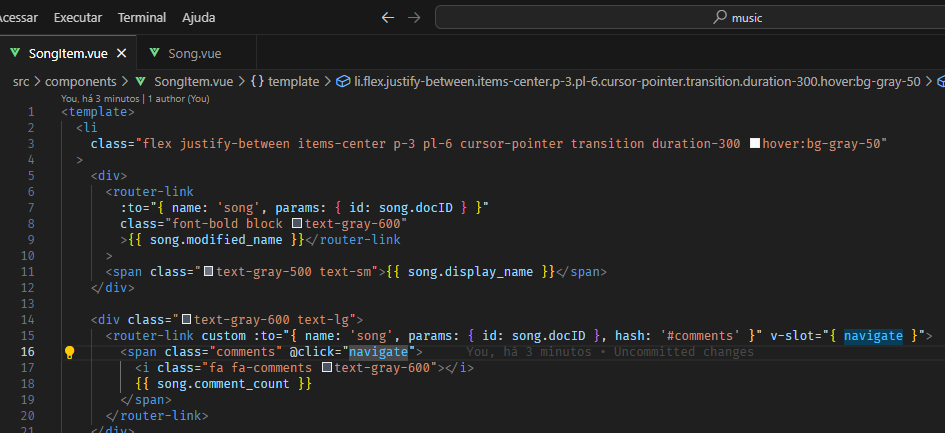 Acessar Executar Terminal Ajuda music
SongItem.vue Song.vue
src > components > SongItem.vue > {} template > li.flex.justify-between.items-center.p-3.pl-6.cursor-pointer.transition.duration-300.hover:bg-gray-50 >
You, há 3 minutos | 1 author (You)
1 <template>
2 <li
3 class="flex justify-between items-center p-3 pl-6 cursor-pointer transition duration-300 hover:bg-gray-50"
4 >
5 <div>
6 <router-link
7 :to="{ name: 'song', params: { id: song.docID } }"
8 class="font-bold block text-gray-600"
9 >{{ song.modified_name }}</router-link
10 >
11 <span class="text-gray-500 text-sm">{{ song.display_name }}</span>
12 </div>
13
14 <div class="text-gray-600 text-lg">
15 <router-link custom :to="{ name: 'song', params: { id: song.docID }, hash: '#comments' }" v-slot="{ navigate }">
16 <span class="comments" @click="navigate"> You, há 3 minutos • Uncommitted changes
17 <i class="fa fa-comments text-gray-600"></i>
18 {{ song.comment_count }}
19 </span>
20 </router-link>
21 </div>